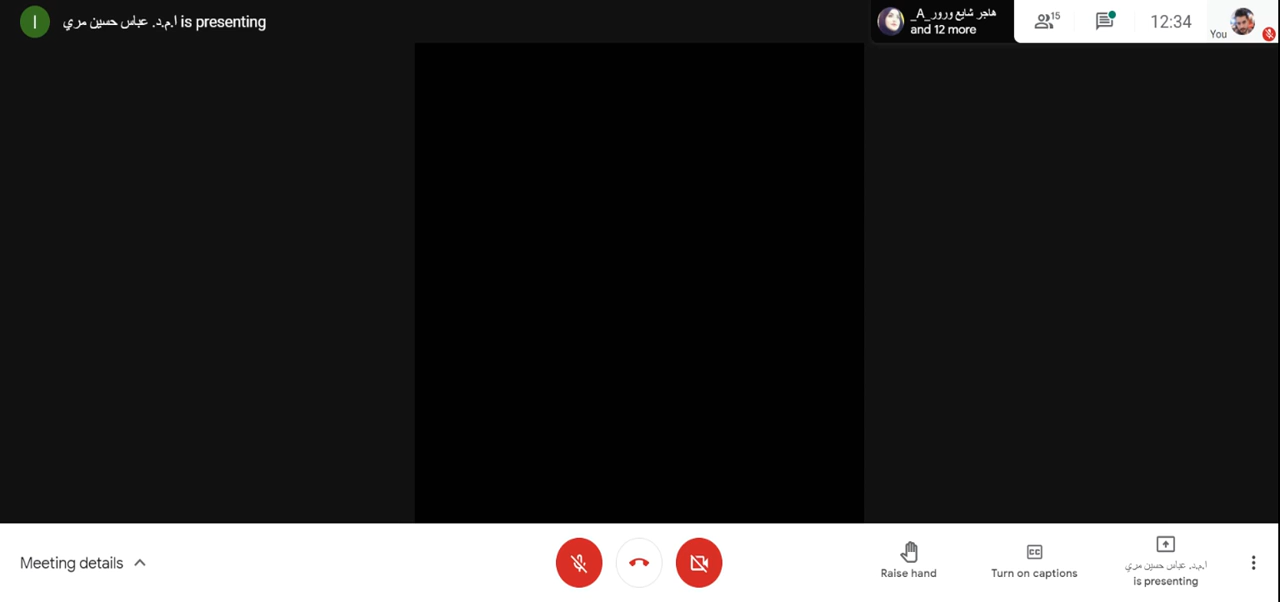 ا.م.د. عباس حسين مري is presenting
هاجر شايع ورور_A_
and 12 more
15
12:34
You
Meeting details
Raise hand
CC
Turn on captions
ا.م.د. عباس حسين مري
is presenting